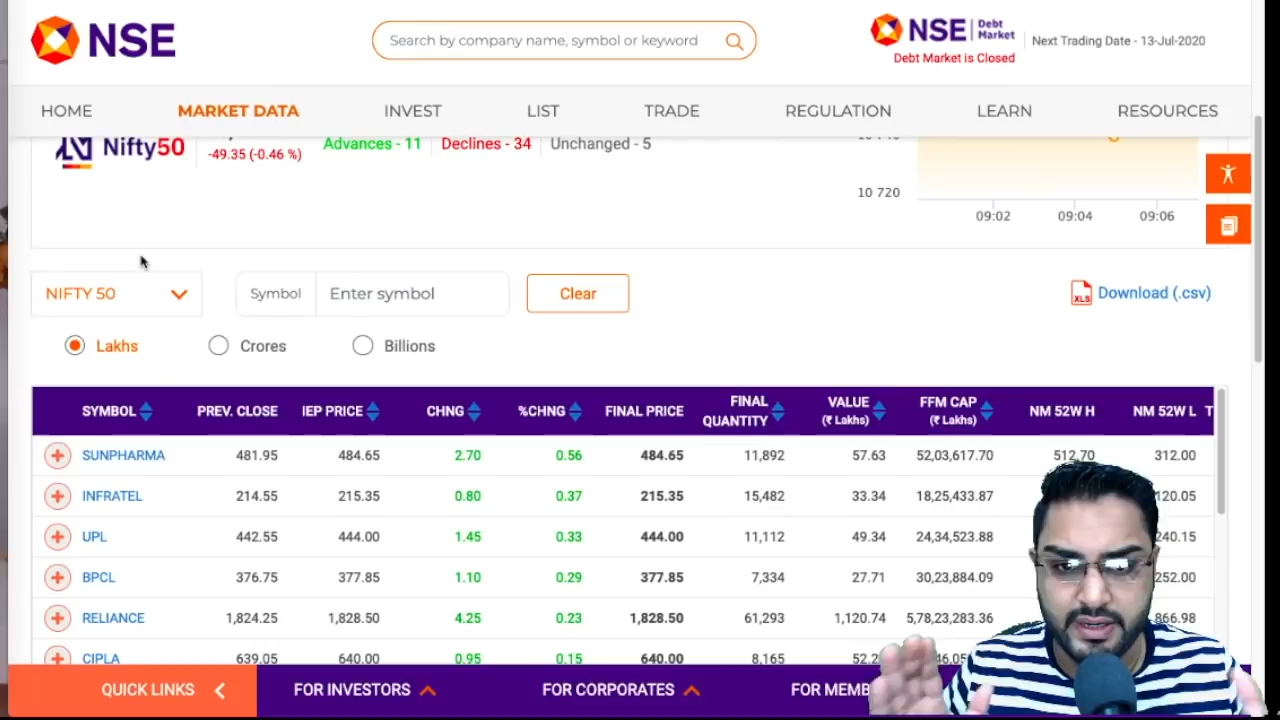 NSE
Search by company name, symbol or keyword
NSE Debt Market
Debt Market is Closed
Next Trading Date - 13-Jul-2020
HOME MARKET DATA INVEST LIST TRADE REGULATION LEARN RESOURCES
Nifty50
-49.35 (-0.46 %)
Advances - 11 Declines - 34 Unchanged - 5
10 720
09:02 09:04 09:06
NIFTY 50 Symbol Enter symbol Clear XLS Download (.csv)
Lakhs Crores Billions
SYMBOL PREV. CLOSE IEP PRICE CHNG %CHNG FINAL PRICE FINAL QUANTITY VALUE (₹ Lakhs) FFM CAP (₹ Lakhs) NM 52W H NM 52W L T
SUNPHARMA 481.95 484.65 2.70 0.56 484.65 11,892 57.63 52,03,617.70 512.70 312.00
INFRATEL 214.55 215.35 0.80 0.37 215.35 15,482 33.34 18,25,433.87 120.05
UPL 442.55 444.00 1.45 0.33 444.00 11,112 49.34 24,34,523.88 240.15
BPCL 376.75 377.85 1.10 0.29 377.85 7,334 27.71 30,23,884.09 252.00
RELIANCE 1,824.25 1,828.50 4.25 0.23 1,828.50 61,293 1,120.74 5,78,23,283.36 866.98
CIPLA 639.05 640.00 0.95 0.15 640.00 8,165
QUICK LINKS FOR INVESTORS FOR CORPORATES FOR